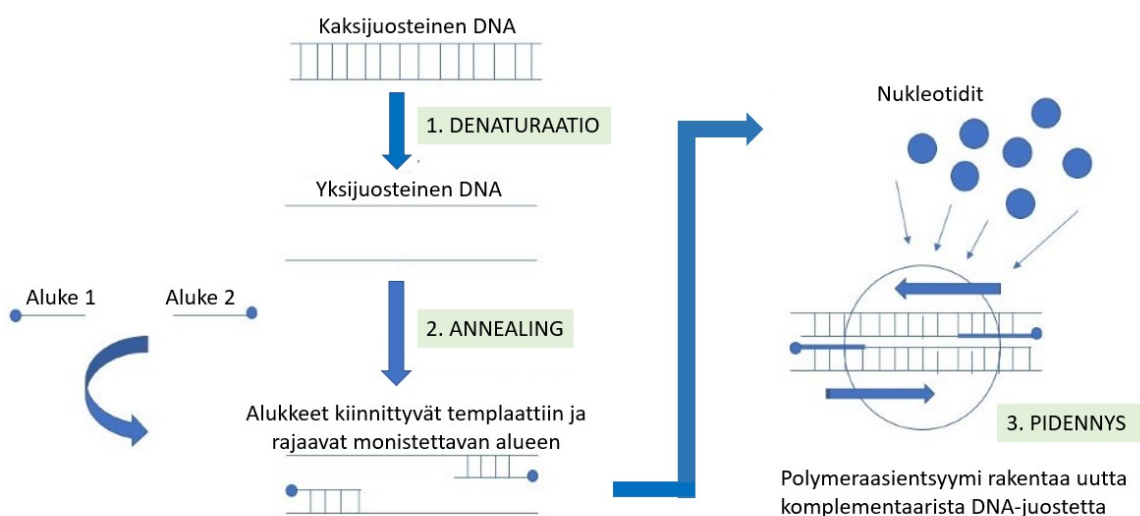 Kaksijuosteinen DNA
1. DENATURAATIO
Yksijuosteinen DNA
Aluke 1
Aluke 2
2. ANNEALING
Alukkeet kiinnittyvät templaattiin ja
rajaavat monistettavan alueen
Nukleotidit
3. PIDENNYS
Polymeraasientsyymi rakentaa uutta
komplementaarista DNA-juostetta